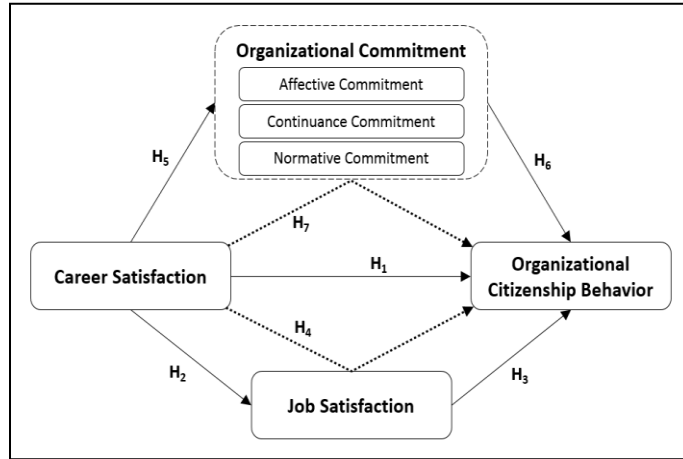 Organizational Commitment
Affective Commitment
Continuance Commitment
Normative Commitment
H₅
H₆
H₇
Career Satisfaction
H₁
Organizational
Citizenship Behavior
H₄
H₂
H₃
Job Satisfaction